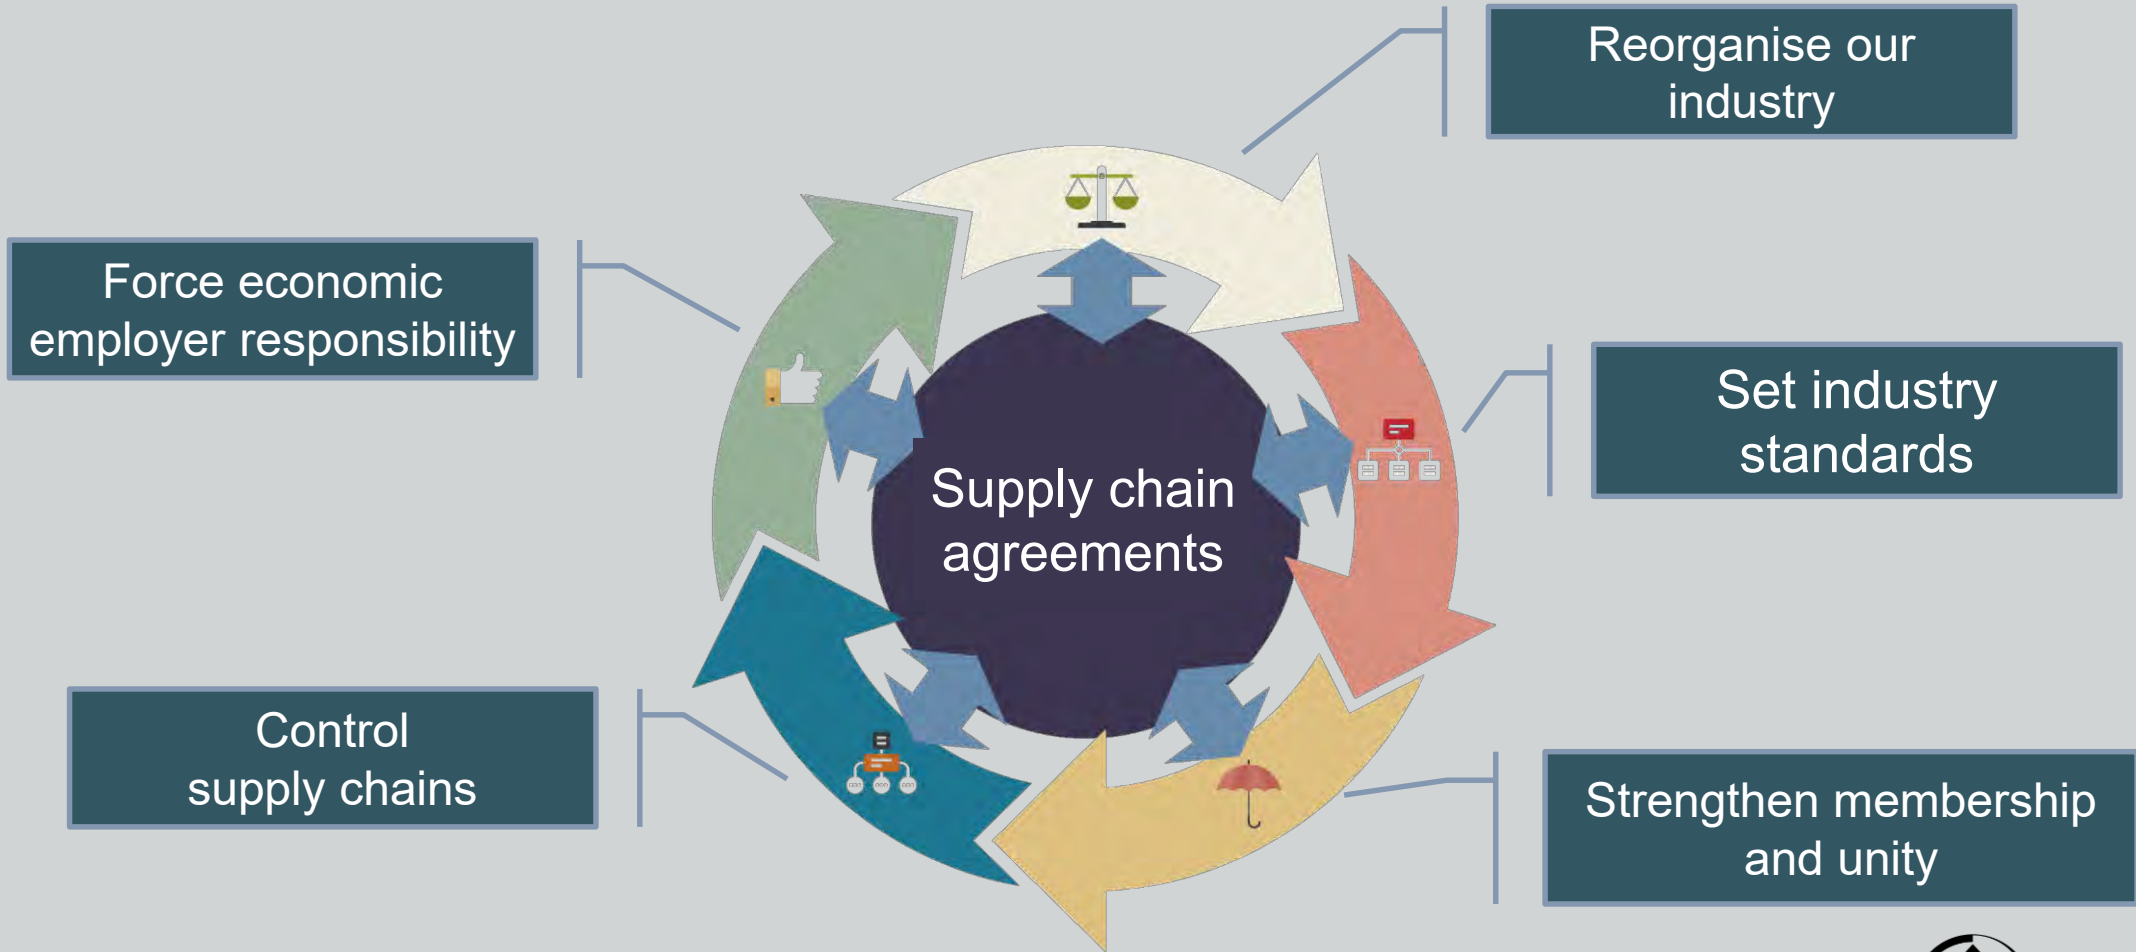 Reorganise our
industry
Force economic
employer responsibility
Set industry
standards
Supply chain
agreements
Control
supply chains
Strengthen membership
and unity